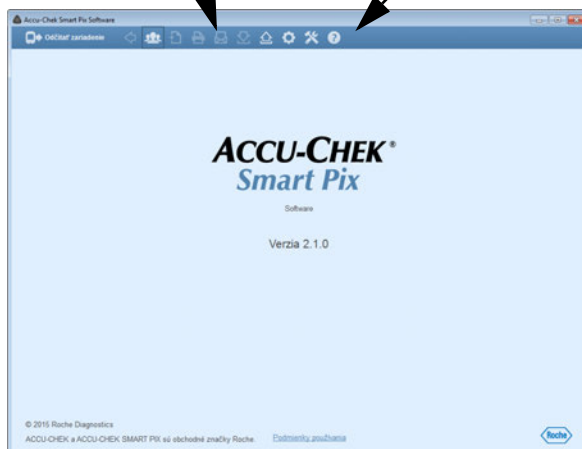 Accu-Chek Smart Pix Software
Odčítať zariadenie
ACCU-CHEK®
Smart Pix
Software
Verzia 2.1.0
© 2015 Roche Diagnostics
ACCU-CHEK a ACCU-CHEK SMART PIX sú obchodné značky Roche. Podmienky používania
Roche